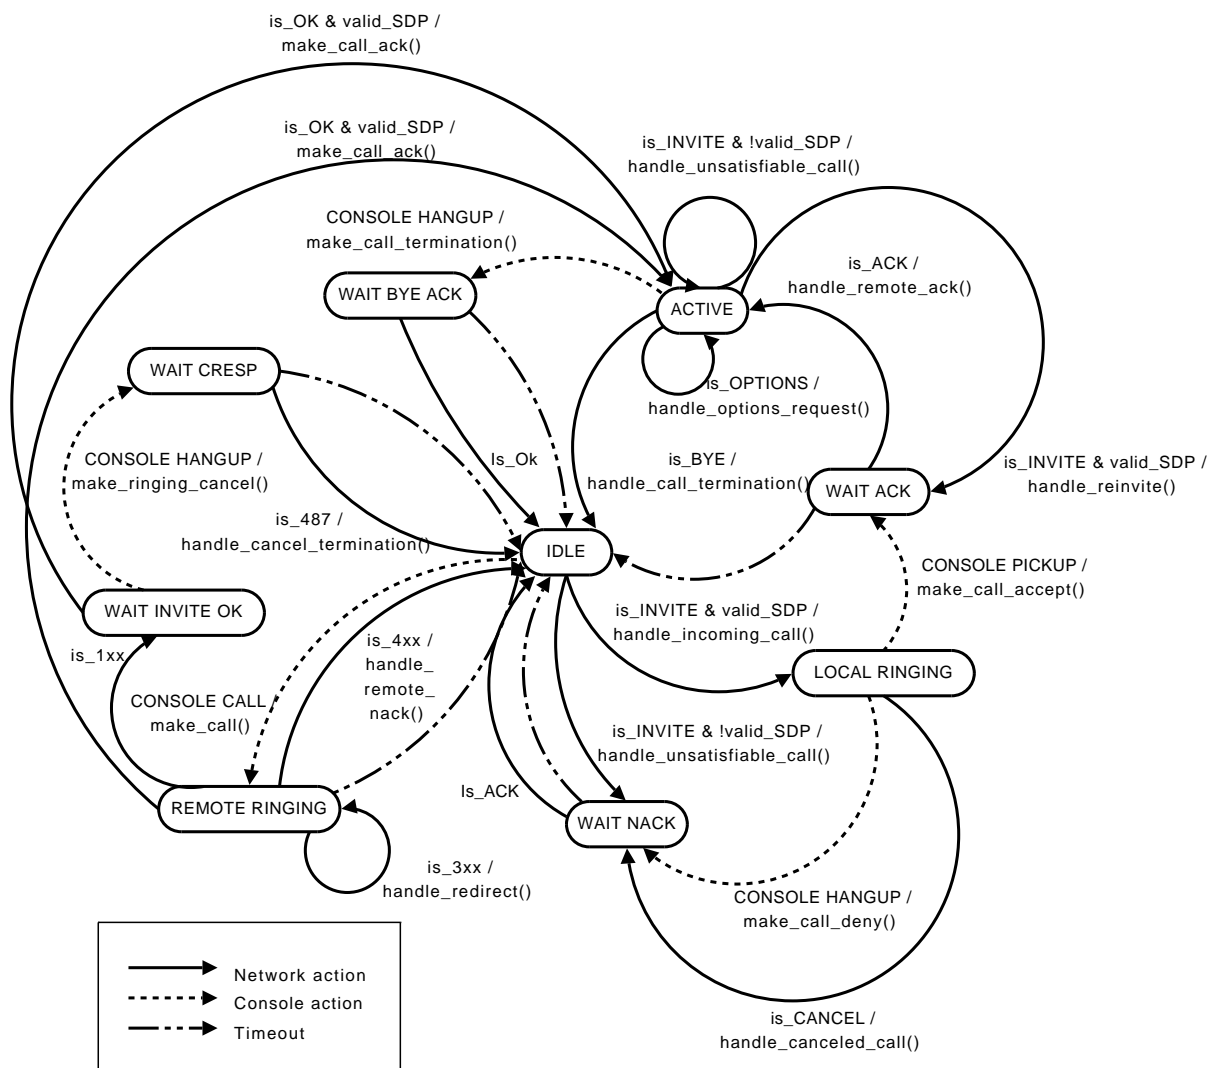 is_OK & valid_SDP /
make_call_ack()
is_OK & valid_SDP /
make_call_ack()
is_INVITE & !valid_SDP /
handle_unsatisfiable_call()
CONSOLE HANGUP /
make_call_termination()
is_ACK /
handle_remote_ack()
WAIT BYE ACK
ACTIVE
WAIT CRESP
is_OPTIONS /
handle_options_request()
CONSOLE HANGUP /
make_ringing_cancel()
Is_Ok
is_BYE /
handle_call_termination()
WAIT ACK
is_INVITE & valid_SDP /
handle_reinvite()
is_487 /
handle_cancel_termination()
IDLE
CONSOLE PICKUP /
make_call_accept()
WAIT INVITE OK
is_INVITE & valid_SDP /
handle_incoming_call()
is_1xx
is_4xx /
handle_
remote_
nack()
LOCAL RINGING
CONSOLE CALL /
make_call()
is_INVITE & !valid_SDP /
handle_unsatisfiable_call()
Is_ACK
REMOTE RINGING
WAIT NACK
is_3xx /
handle_redirect()
CONSOLE HANGUP /
make_call_deny()
Network action
Console action
Timeout
is_CANCEL /
handle_canceled_call()